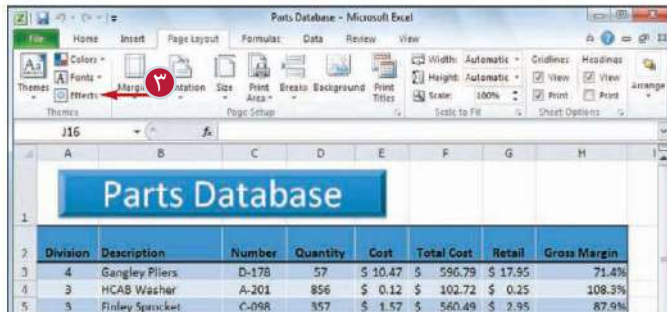 Parts Database - Microsoft Excel
File Home Insert Page Layout Formulas Data Review View
Colors Width: Automatic Gridlines Headings
Themes Fonts Size Print Area Breaks Background Print Titles Height: Automatic View View Arrange
Effects ٣ Scale: 100% Print Print
Themes Page Setup Scale to Fit Sheet Options
J16 fx
A B C D E F G H I
1 Parts Database
2 Division Description Number Quantity Cost Total Cost Retail Gross Margin
3 4 Gangley Pliers D-178 57 $ 10.47 $ 596.79 $ 17.95 71.4%
4 3 HCAB Washer A-201 856 $ 0.12 $ 102.72 $ 0.25 108.3%
5 3 Finley Sprocket C-098 357 $ 1.57 $ 560.49 $ 2.95 87.9%